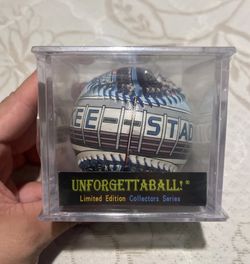 EE STAD
UNFORGETTABALL!®
Limited Edition Collectors Series